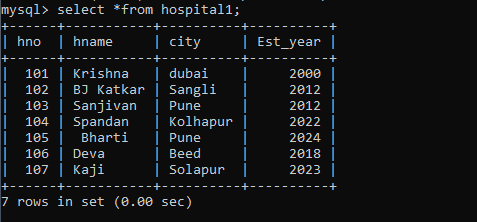 mysql> select *from hospital1;
+------+-----------+----------+----------+
| hno  | hname     | city     | Est_year |
+------+-----------+----------+----------+
|  101 | Krishna   | dubai    |     2000 |
|  102 | BJ Katkar | Sangli   |     2012 |
|  103 | Sanjivan  | Pune     |     2012 |
|  104 | Spandan   | Kolhapur |     2022 |
|  105 |  Bharti   | Pune     |     2024 |
|  106 | Deva      | Beed     |     2018 |
|  107 | Kaji      | Solapur  |     2023 |
+------+-----------+----------+----------+
7 rows in set (0.00 sec)